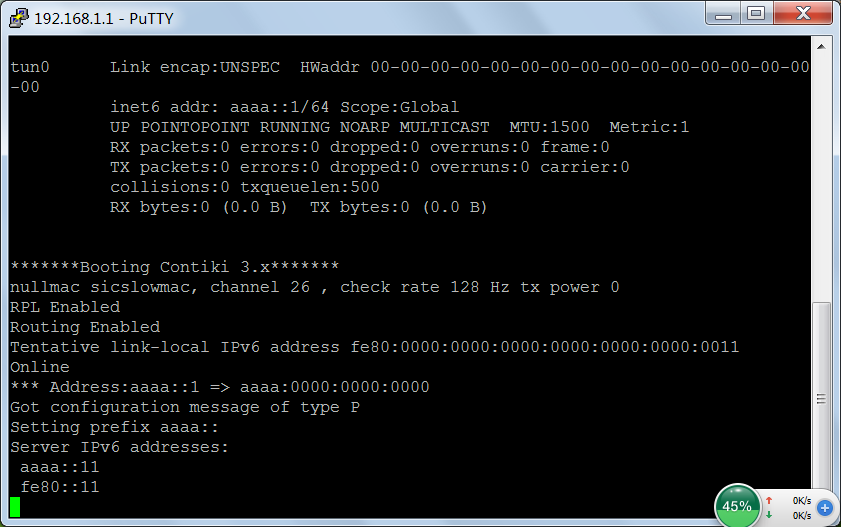 192.168.1.1 - PuTTY
tun0      Link encap:UNSPEC  HWaddr 00-00-00-00-00-00-00-00-00-00-00-00-00-00-00
-00
          inet6 addr: aaaa::1/64 Scope:Global
          UP POINTOPOINT RUNNING NOARP MULTICAST  MTU:1500  Metric:1
          RX packets:0 errors:0 dropped:0 overruns:0 frame:0
          TX packets:0 errors:0 dropped:0 overruns:0 carrier:0
          collisions:0 txqueuelen:500
          RX bytes:0 (0.0 B)  TX bytes:0 (0.0 B)
*******Booting Contiki 3.x*******
nullmac sicslowmac, channel 26 , check rate 128 Hz tx power 0
RPL Enabled
Routing Enabled
Tentative link-local IPv6 address fe80:0000:0000:0000:0000:0000:0000:0011
Online
*** Address:aaaa::1 => aaaa:0000:0000:0000
Got configuration message of type P
Setting prefix aaaa::
Server IPv6 addresses:
 aaaa::11
 fe80::11
45%
0K/s
0K/s